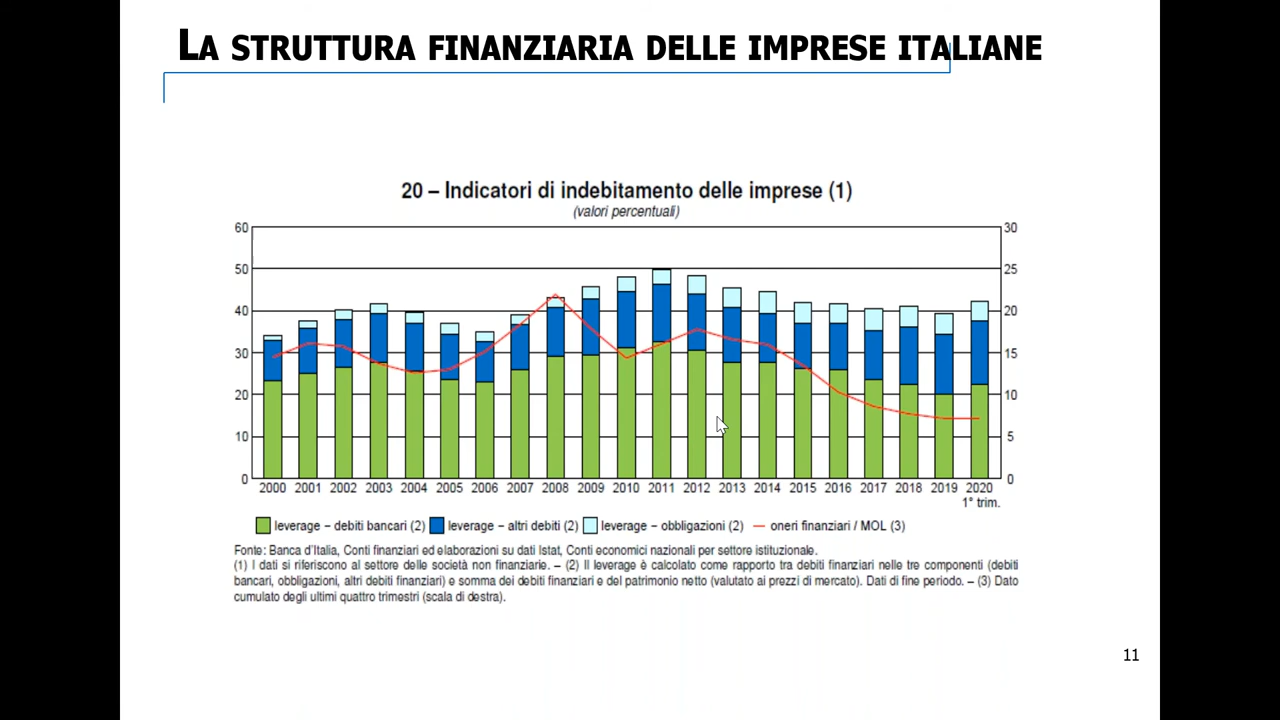 LA STRUTTURA FINANZIARIA DELLE IMPRESE ITALIANE
20 – Indicatori di indebitamento delle imprese (1)
(valori percentuali)
60
50
40
30
20
10
0
30
25
20
15
10
5
0
2000 2001 2002 2003 2004 2005 2006 2007 2008 2009 2010 2011 2012 2013 2014 2015 2016 2017 2018 2019 2020
1° trim.
leverage – debiti bancari (2) leverage – altri debiti (2) leverage – obbligazioni (2) oneri finanziari / MOL (3)
Fonte: Banca d'Italia, Conti finanziari ed elaborazioni su dati Istat, Conti economici nazionali per settore istituzionale.
(1) I dati si riferiscono al settore delle società non finanziarie. – (2) Il leverage è calcolato come rapporto tra debiti finanziari nelle tre componenti (debiti
bancari, obbligazioni, altri debiti finanziari) e somma dei debiti finanziari e del patrimonio netto (valutato ai prezzi di mercato). Dati di fine periodo. – (3) Dato
cumulato degli ultimi quattro trimestri (scala di destra).
11